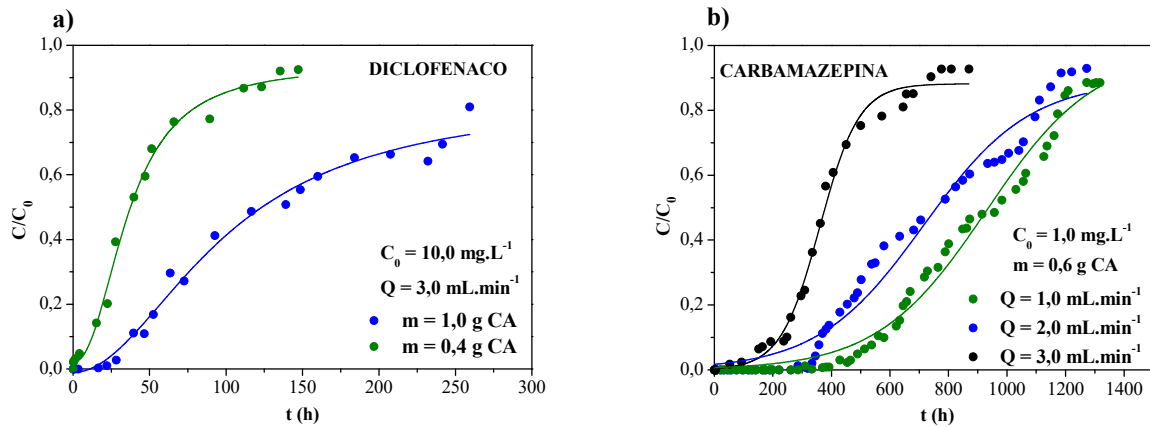 a)
DICLOFENACO
C/C₀
1,0
0,8
0,6
0,4
0,2
0,0
C₀ = 10,0 mg.L⁻¹
Q = 3,0 mL.min⁻¹
m = 1,0 g CA
m = 0,4 g CA
0 50 100 150 200 250 300
t (h)
b)
CARBAMAZEPINA
C/C₀
1,0
0,8
0,6
0,4
0,2
0,0
C₀ = 1,0 mg.L⁻¹
m = 0,6 g CA
Q = 1,0 mL.min⁻¹
Q = 2,0 mL.min⁻¹
Q = 3,0 mL.min⁻¹
0 200 400 600 800 1000 1200 1400
t (h)